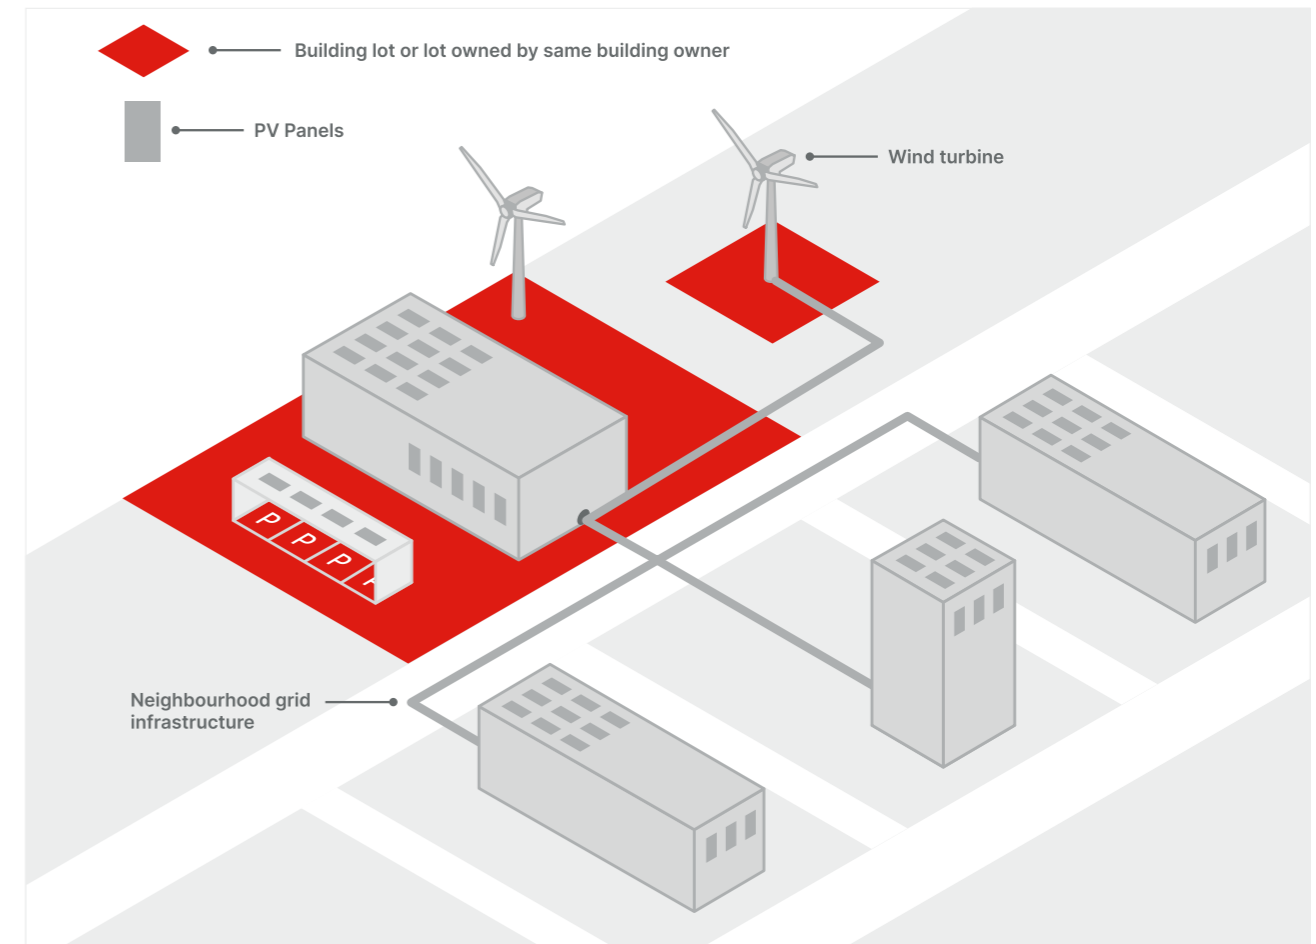 Building lot or lot owned by same building owner
PV Panels
Wind turbine
P
P
P
P
Neighbourhood grid
infrastructure